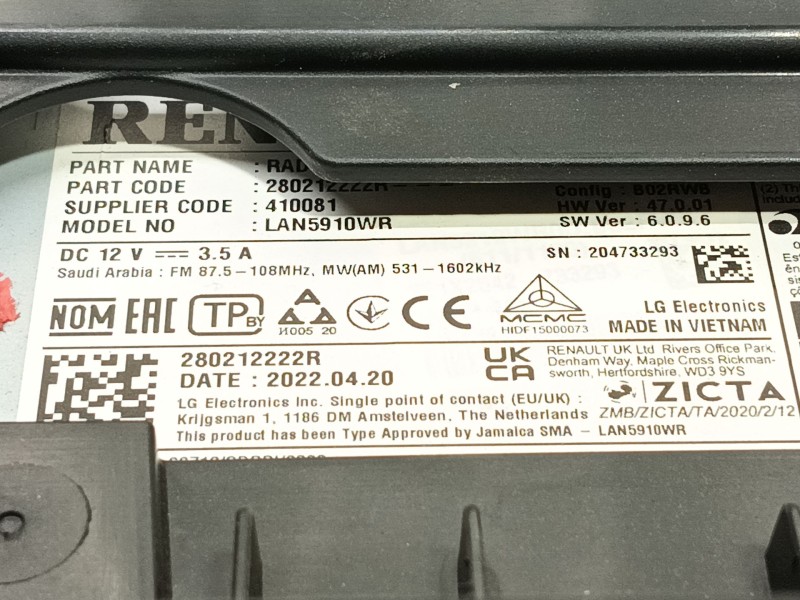 REN
PART NAME : RAD
PART CODE : 280212222R
SUPPLIER CODE : 410081
MODEL NO : LAN5910WR
Config : B02RWB
HW Ver : 47.0.01
SW Ver : 6.0.9.6
DC 12 V 3.5 A
SN : 204733293
Saudi Arabia : FM 87.5-108MHz, MW(AM) 531-1602kHz
NOM EAC TP BY
И005 20
CE
MCMC
HIDF15000073
LG Electronics
MADE IN VIETNAM
280212222R
DATE : 2022.04.20
UK CA
RENAULT UK Ltd Rivers Office Park,
Denham Way, Maple Cross Rickman-
sworth, Hertfordshire, WD3 9YS
LG Electronics Inc. Single point of contact (EU/UK) :
Krijgsman 1, 1186 DM Amstelveen, The Netherlands
This product has been Type Approved by Jamaica SMA - LAN5910WR
ZICTA
ZMB/ZICTA/TA/2020/2/12
(2) Th
includ